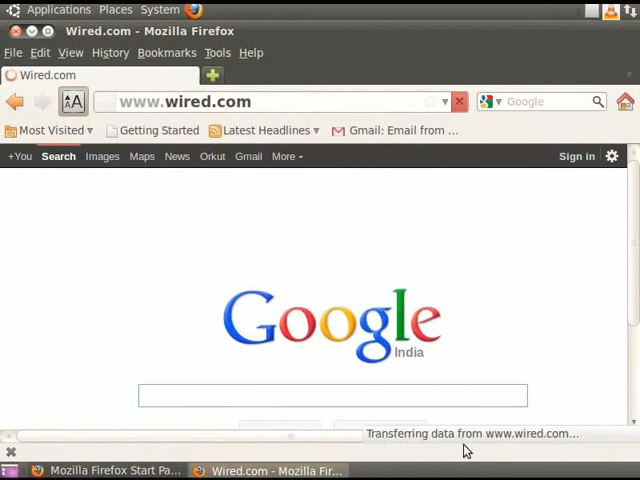 Applications Places System
Wired.com - Mozilla Firefox
File Edit View History Bookmarks Tools Help
Wired.com
AA www.wired.com Google
Most Visited Getting Started Latest Headlines Gmail: Email from ...
+You Search Images Maps News Orkut Gmail More Sign in
Google
India
Transferring data from www.wired.com...
Mozilla Firefox Start Pa... Wired.com - Mozilla Fir...